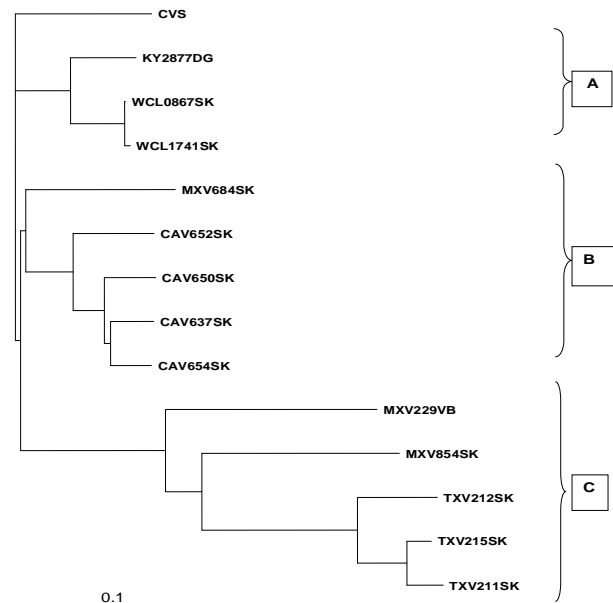 CVS
KY2877DG
A
WCL0867SK
WCL1741SK
MXV684SK
CAV652SK
B
CAV650SK
CAV637SK
CAV654SK
MXV229VB
MXV854SK
C
TXV212SK
TXV215SK
TXV211SK
0.1